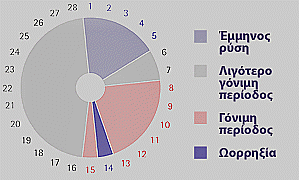 28 1 2
27 3
26 4
25 5
24 6
23 7
22 8
21 9
20 10
19 11
18 12
17 13
16 15 14
Έμμηνος
ρύση
Λιγότερο
γόνιμη
περίοδος
Γόνιμη
περίοδος
Ωορρηξία